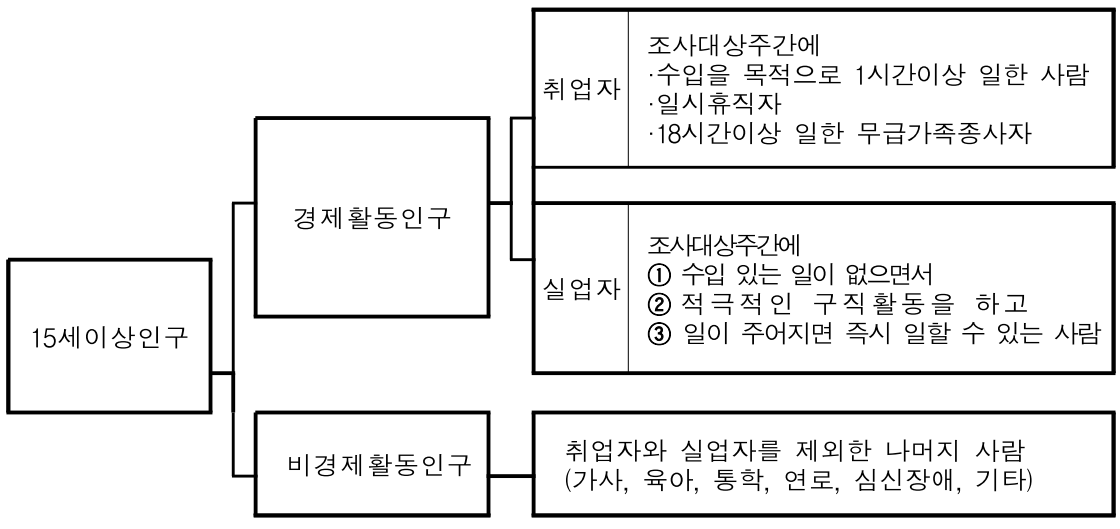 15세이상인구
경제활동인구
취업자
조사대상주간에
·수입을 목적으로 1시간이상 일한 사람
·일시휴직자
·18시간이상 일한 무급가족종사자
실업자
조사대상주간에
① 수입 있는 일이 없으면서
② 적극적인 구직활동을 하고
③ 일이 주어지면 즉시 일할 수 있는 사람
비경제활동인구
취업자와 실업자를 제외한 나머지 사람
(가사, 육아, 통학, 연로, 심신장애, 기타)